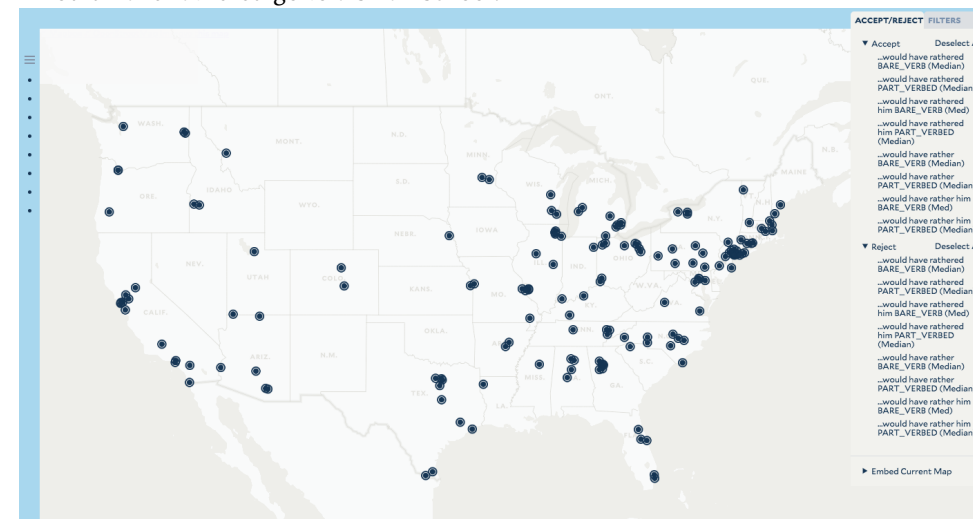 ACCEPT/REJECT FILTERS
▼ Accept Deselect
...would have rathered
BARE_VERB (Median)
...would have rathered
PART_VERBED (Median
...would have rathered
him BARE_VERB (Med)
...would have rathered
him PART_VERBED
(Median)
...would have rather
BARE_VERB (Median)
...would have rather
PART_VERBED (Median
...would have rather him
BARE_VERB (Med)
...would have rather him
PART_VERBED (Median
▼ Reject Deselect
...would have rathered
BARE_VERB (Median)
...would have rathered
PART_VERBED (Median
...would have rathered
him BARE_VERB (Med)
...would have rathered
him PART_VERBED
(Median)
...would have rather
BARE_VERB (Median)
...would have rather
PART_VERBED (Median
...would have rather him
BARE_VERB (Med)
...would have rather him
PART_VERBED (Median
▶ Embed Current Map
ONT.
QUE.
N.B.
WASH.
MONT.
N.D.
MINN.
MAINE
ORE.
IDAHO
S.D.
WIS.
MICH.
WYO.
N.Y.
N.H.
NEV.
UTAH
COLO.
NEBR.
IOWA
ILL.
IND.
OHIO
KANS.
MO.
KY.
W.VA.
CALIF.
ARIZ.
N.M.
OKLA.
TEX.
LA.
MISS.
GA.
S.C.